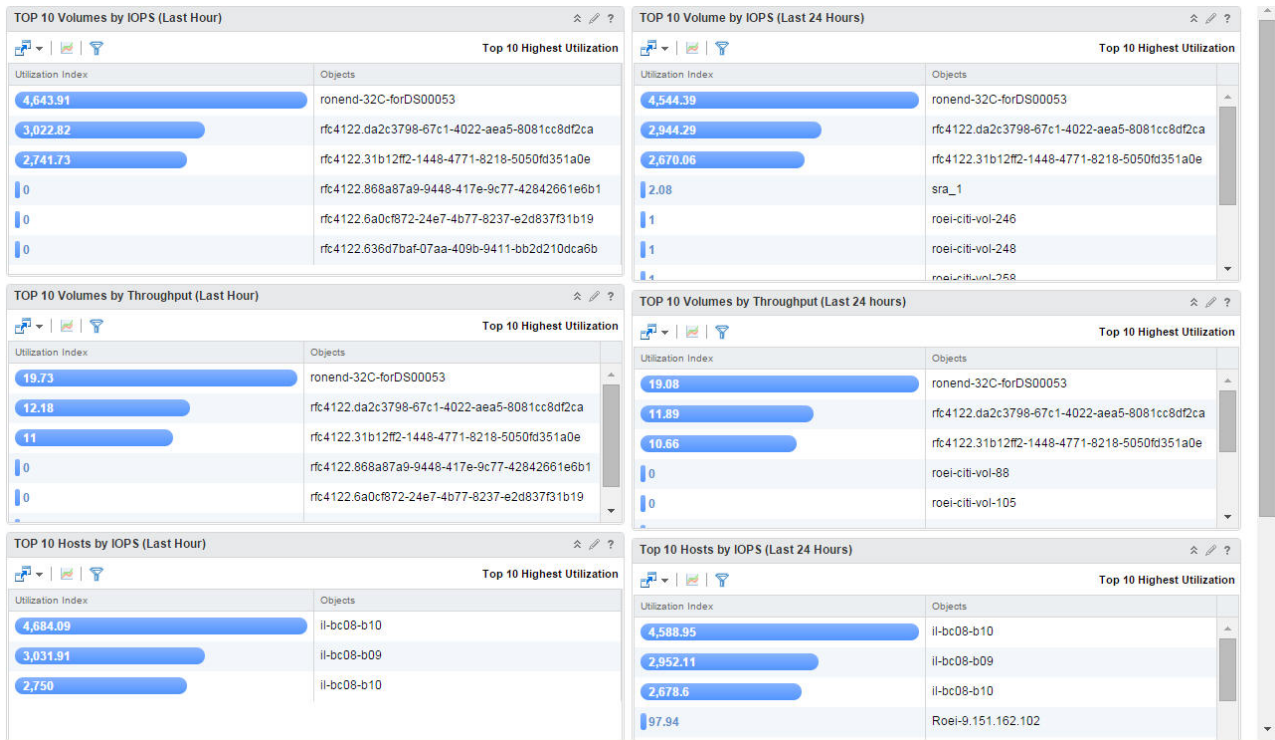 TOP 10 Volumes by IOPS (Last Hour) ?
Top 10 Highest Utilization
Utilization Index Objects
4,643.91 ronend-32C-forDS00053
3,022.82 rfc4122.da2c3798-67c1-4022-aea5-8081cc8df2ca
2,741.73 rfc4122.31b12ff2-1448-4771-8218-5050fd351a0e
0 rfc4122.868a87a9-9448-417e-9c77-42842661e6b1
0 rfc4122.6a0cf872-24e7-4b77-8237-e2d837f31b19
0 rfc4122.636d7baf-07aa-409b-9411-bb2d210dca6b
TOP 10 Volume by IOPS (Last 24 Hours) ?
Top 10 Highest Utilization
Utilization Index Objects
4,544.39 ronend-32C-forDS00053
2,944.29 rfc4122.da2c3798-67c1-4022-aea5-8081cc8df2ca
2,670.06 rfc4122.31b12ff2-1448-4771-8218-5050fd351a0e
2.08 sra_1
1 roei-citi-vol-246
1 roei-citi-vol-248
1 roei-citi-vol-258
TOP 10 Volumes by Throughput (Last Hour) ?
Top 10 Highest Utilization
Utilization Index Objects
19.73 ronend-32C-forDS00053
12.18 rfc4122.da2c3798-67c1-4022-aea5-8081cc8df2ca
11 rfc4122.31b12ff2-1448-4771-8218-5050fd351a0e
0 rfc4122.868a87a9-9448-417e-9c77-42842661e6b1
0 rfc4122.6a0cf872-24e7-4b77-8237-e2d837f31b19
TOP 10 Volumes by Throughput (Last 24 hours) ?
Top 10 Highest Utilization
Utilization Index Objects
19.08 ronend-32C-forDS00053
11.89 rfc4122.da2c3798-67c1-4022-aea5-8081cc8df2ca
10.66 rfc4122.31b12ff2-1448-4771-8218-5050fd351a0e
0 roei-citi-vol-88
0 roei-citi-vol-105
TOP 10 Hosts by IOPS (Last Hour) ?
Top 10 Highest Utilization
Utilization Index Objects
4,684.09 il-bc08-b10
3,031.91 il-bc08-b09
2,750 il-bc08-b10
Top 10 Hosts by IOPS (Last 24 Hours) ?
Top 10 Highest Utilization
Utilization Index Objects
4,588.95 il-bc08-b10
2,952.11 il-bc08-b09
2,678.6 il-bc08-b10
97.94 Roei-9.151.162.102